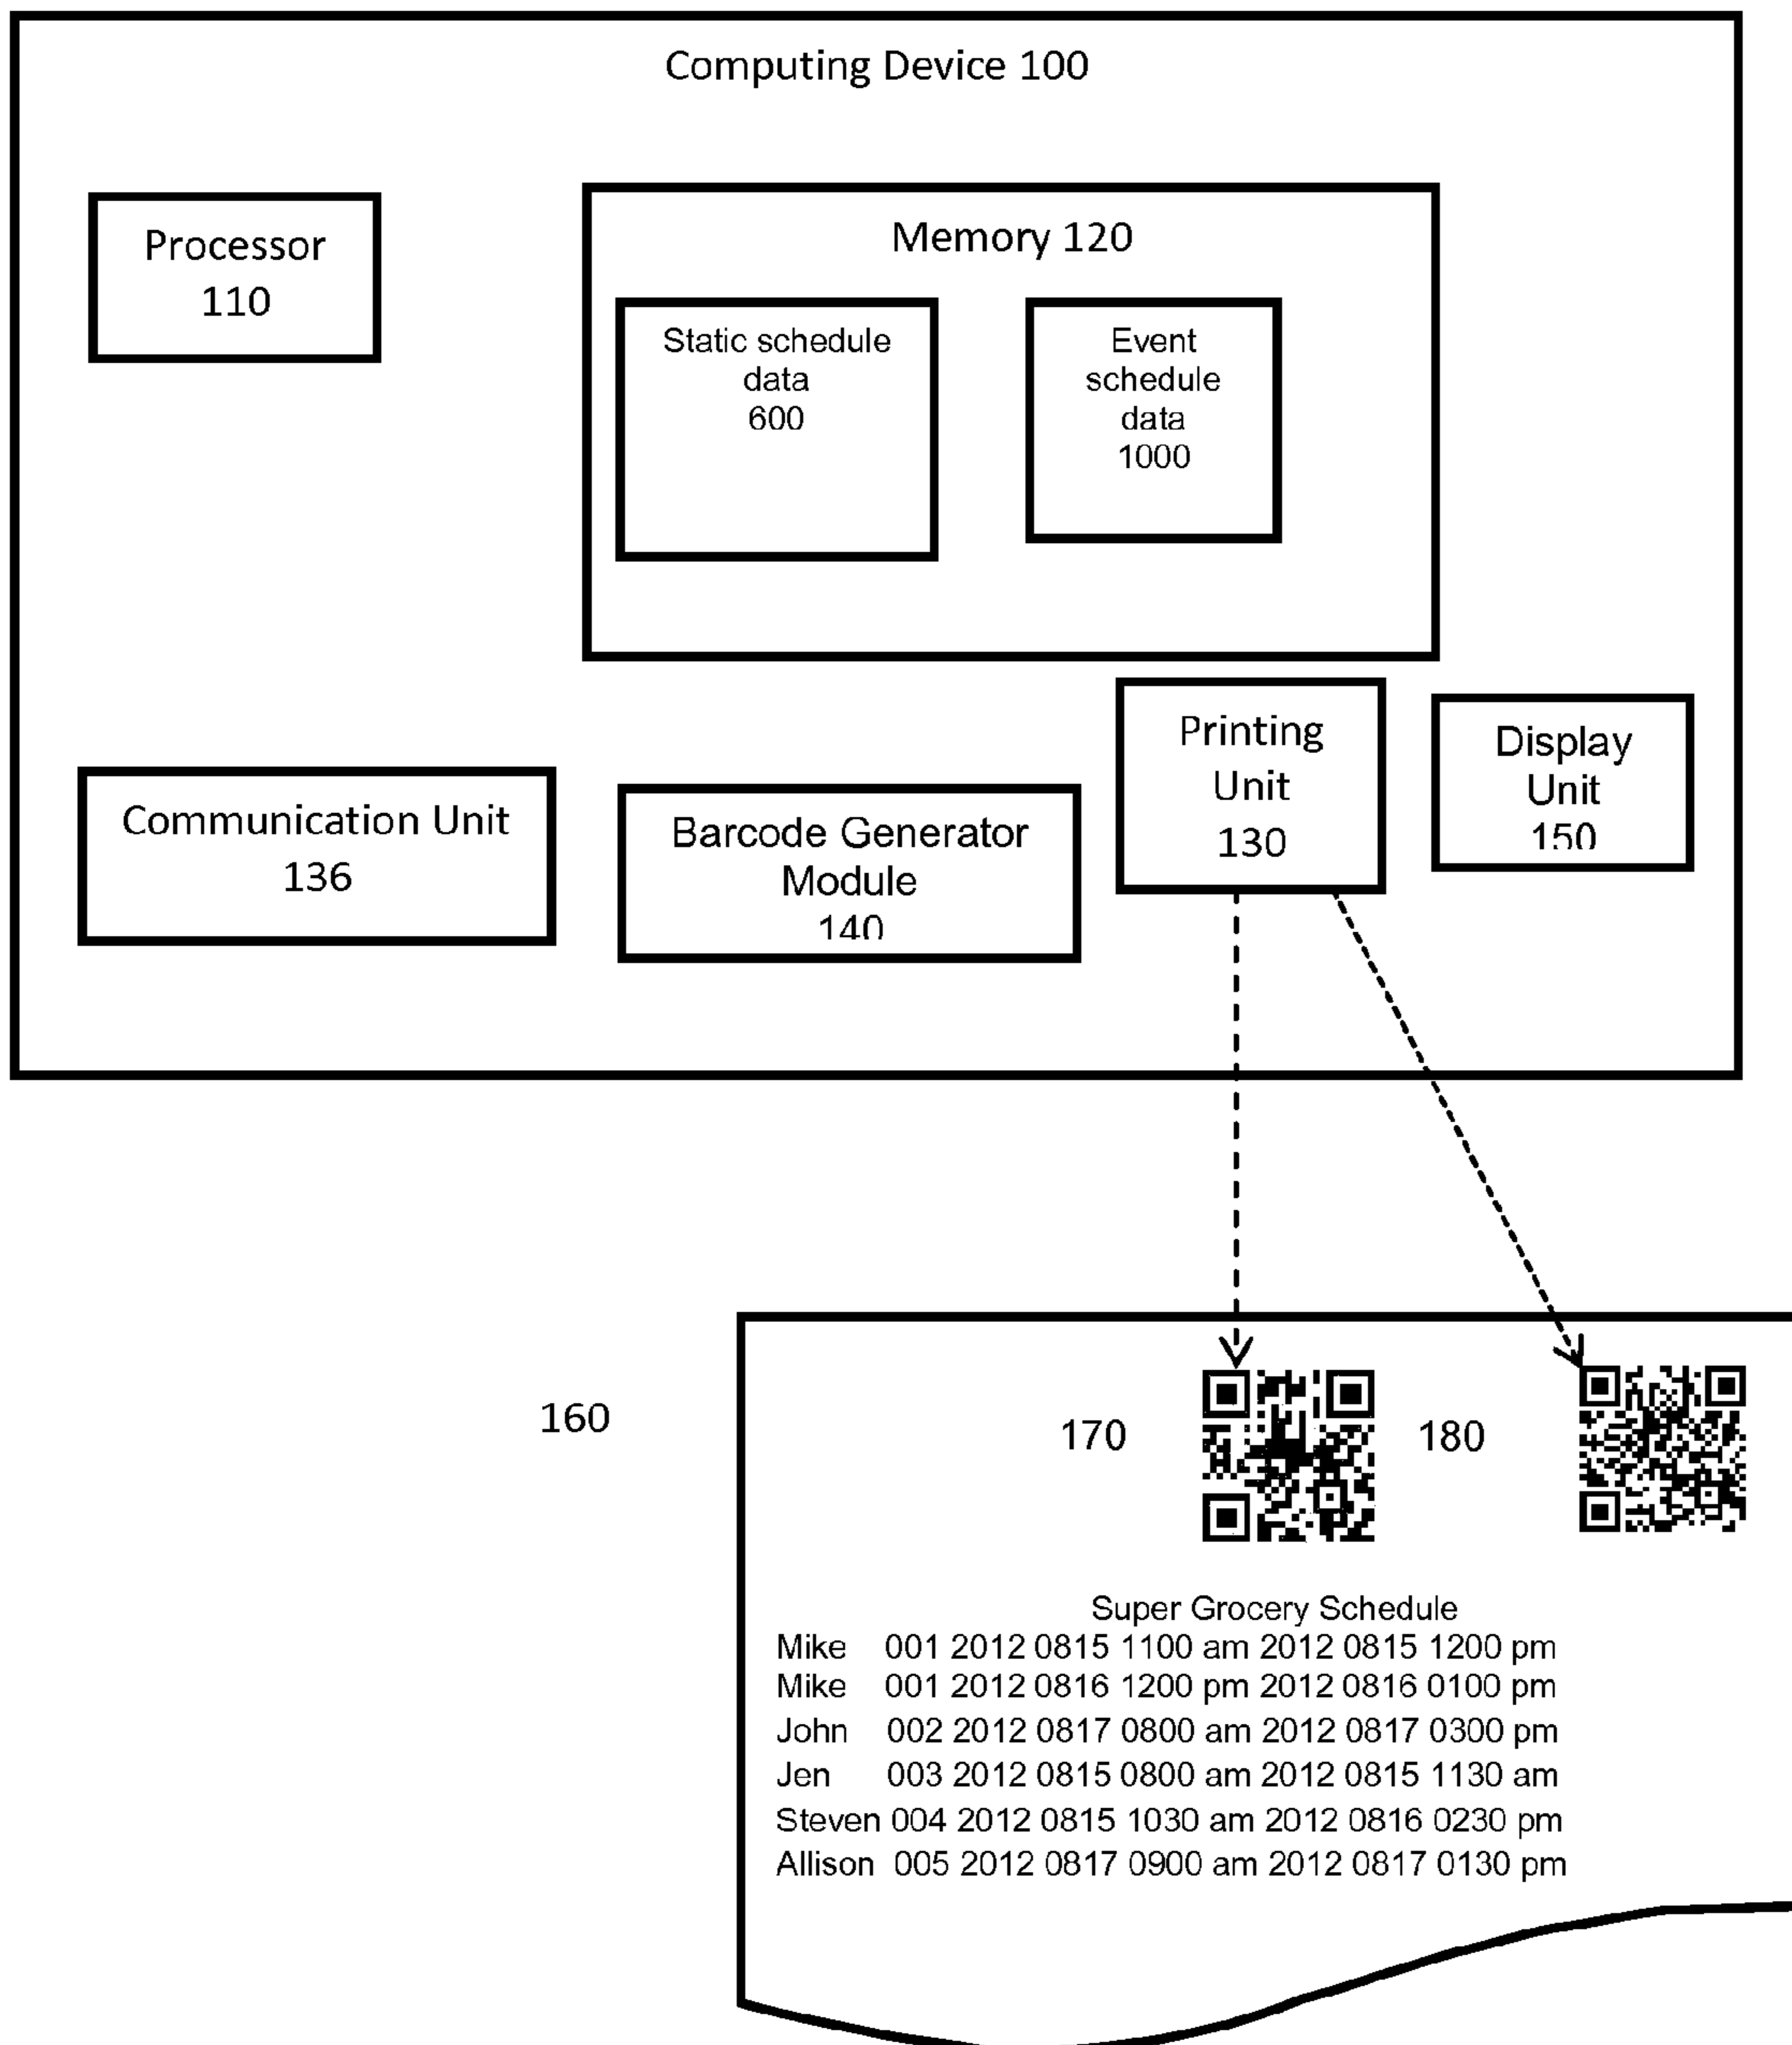 Computing Device 100
Processor
110
Memory 120
Static schedule
data
600
Event
schedule
data
1000
Communication Unit
136
Barcode Generator
Module
140
Printing
Unit
130
Display
Unit
150
160
170
180
Super Grocery Schedule
Mike 001 2012 0815 1100 am 2012 0815 1200 pm
Mike 001 2012 0816 1200 pm 2012 0816 0100 pm
John 002 2012 0817 0800 am 2012 0817 0300 pm
Jen 003 2012 0815 0800 am 2012 0815 1130 am
Steven 004 2012 0815 1030 am 2012 0816 0230 pm
Allison 005 2012 0817 0900 am 2012 0817 0130 pm